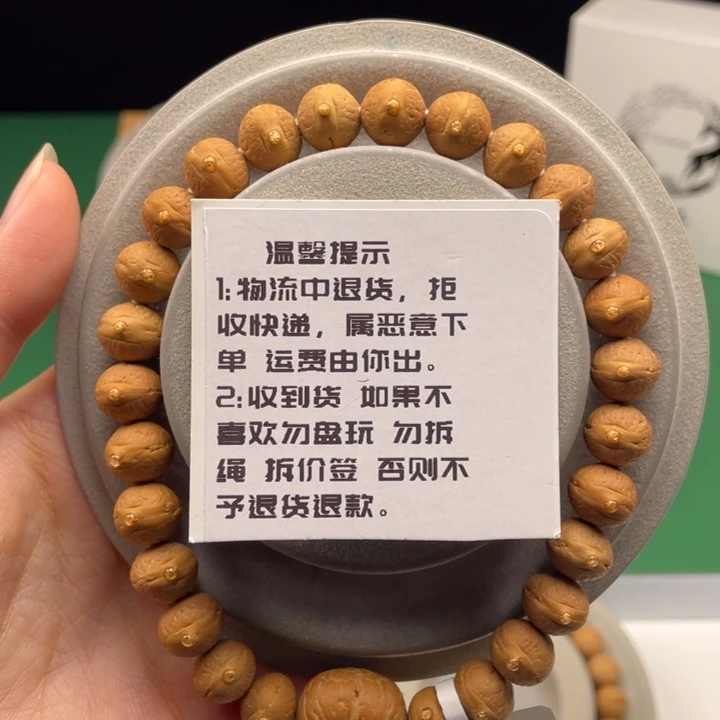 温馨提示
1:物流中退货，拒
收快递，属恶意下
单 运费由你出。
2:收到货 如果不
喜欢勿盘玩 勿拆
绳 拆价签 否则不
予退货退款。